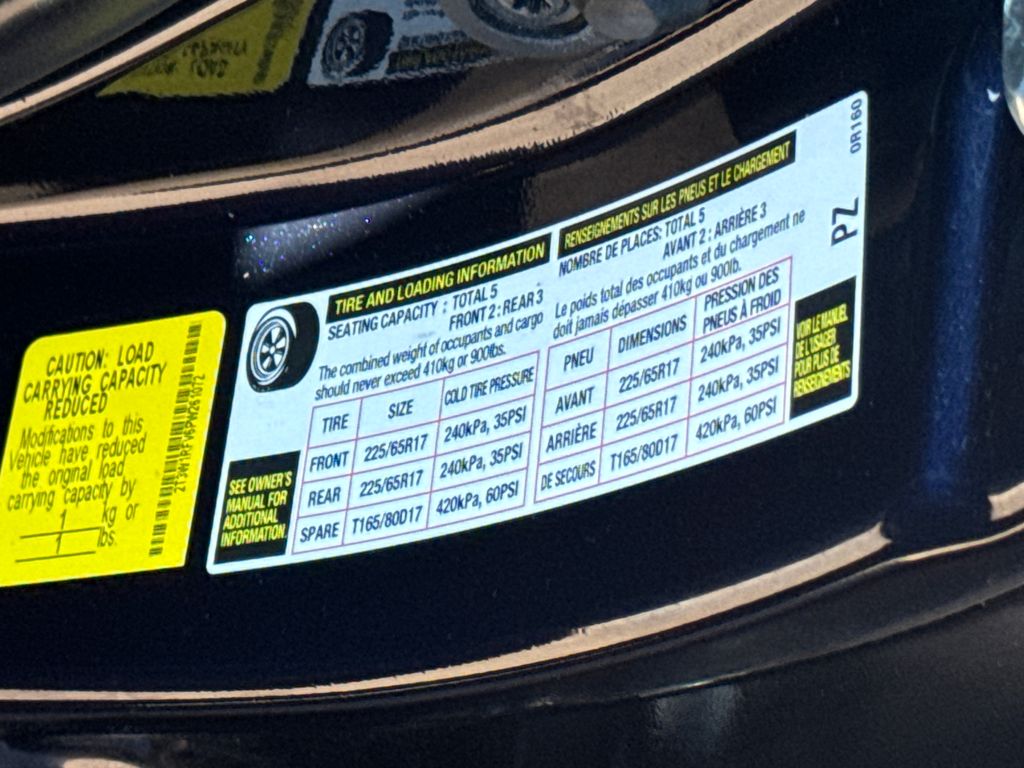 CAUTION: LOAD
CARRYING CAPACITY
REDUCED
Modifications to this
Vehicle have reduced
the original load
carrying capacity by
1 kg or
1 lbs.
TIRE AND LOADING INFORMATION
SEATING CAPACITY : TOTAL 5
FRONT 2 : REAR 3
The combined weight of occupants and cargo
should never exceed 410kg or 900lbs.
TIRE SIZE COLD TIRE PRESSURE
FRONT 225/65R17 240kPa, 35PSI
REAR 225/65R17 240kPa, 35PSI
SPARE T165/80D17 420kPa, 60PSI
SEE OWNER'S
MANUAL FOR
ADDITIONAL
INFORMATION.
RENSEIGNEMENTS SUR LES PNEUS ET LE CHARGEMENT
NOMBRE DE PLACES: TOTAL 5
AVANT 2 : ARRIÈRE 3
Le poids total des occupants et du chargement ne
doit jamais dépasser 410kg ou 900lb.
PNEU DIMENSIONS PRESSION DES
PNEUS À FROID
AVANT 225/65R17 240kPa, 35PSI
ARRIÈRE 225/65R17 240kPa, 35PSI
DE SECOURS T165/80D17 420kPa, 60PSI
VOIR LE MANUEL
DE L'USAGER
POUR PLUS DE
RENSEIGNEMENTS
PZ
0R160